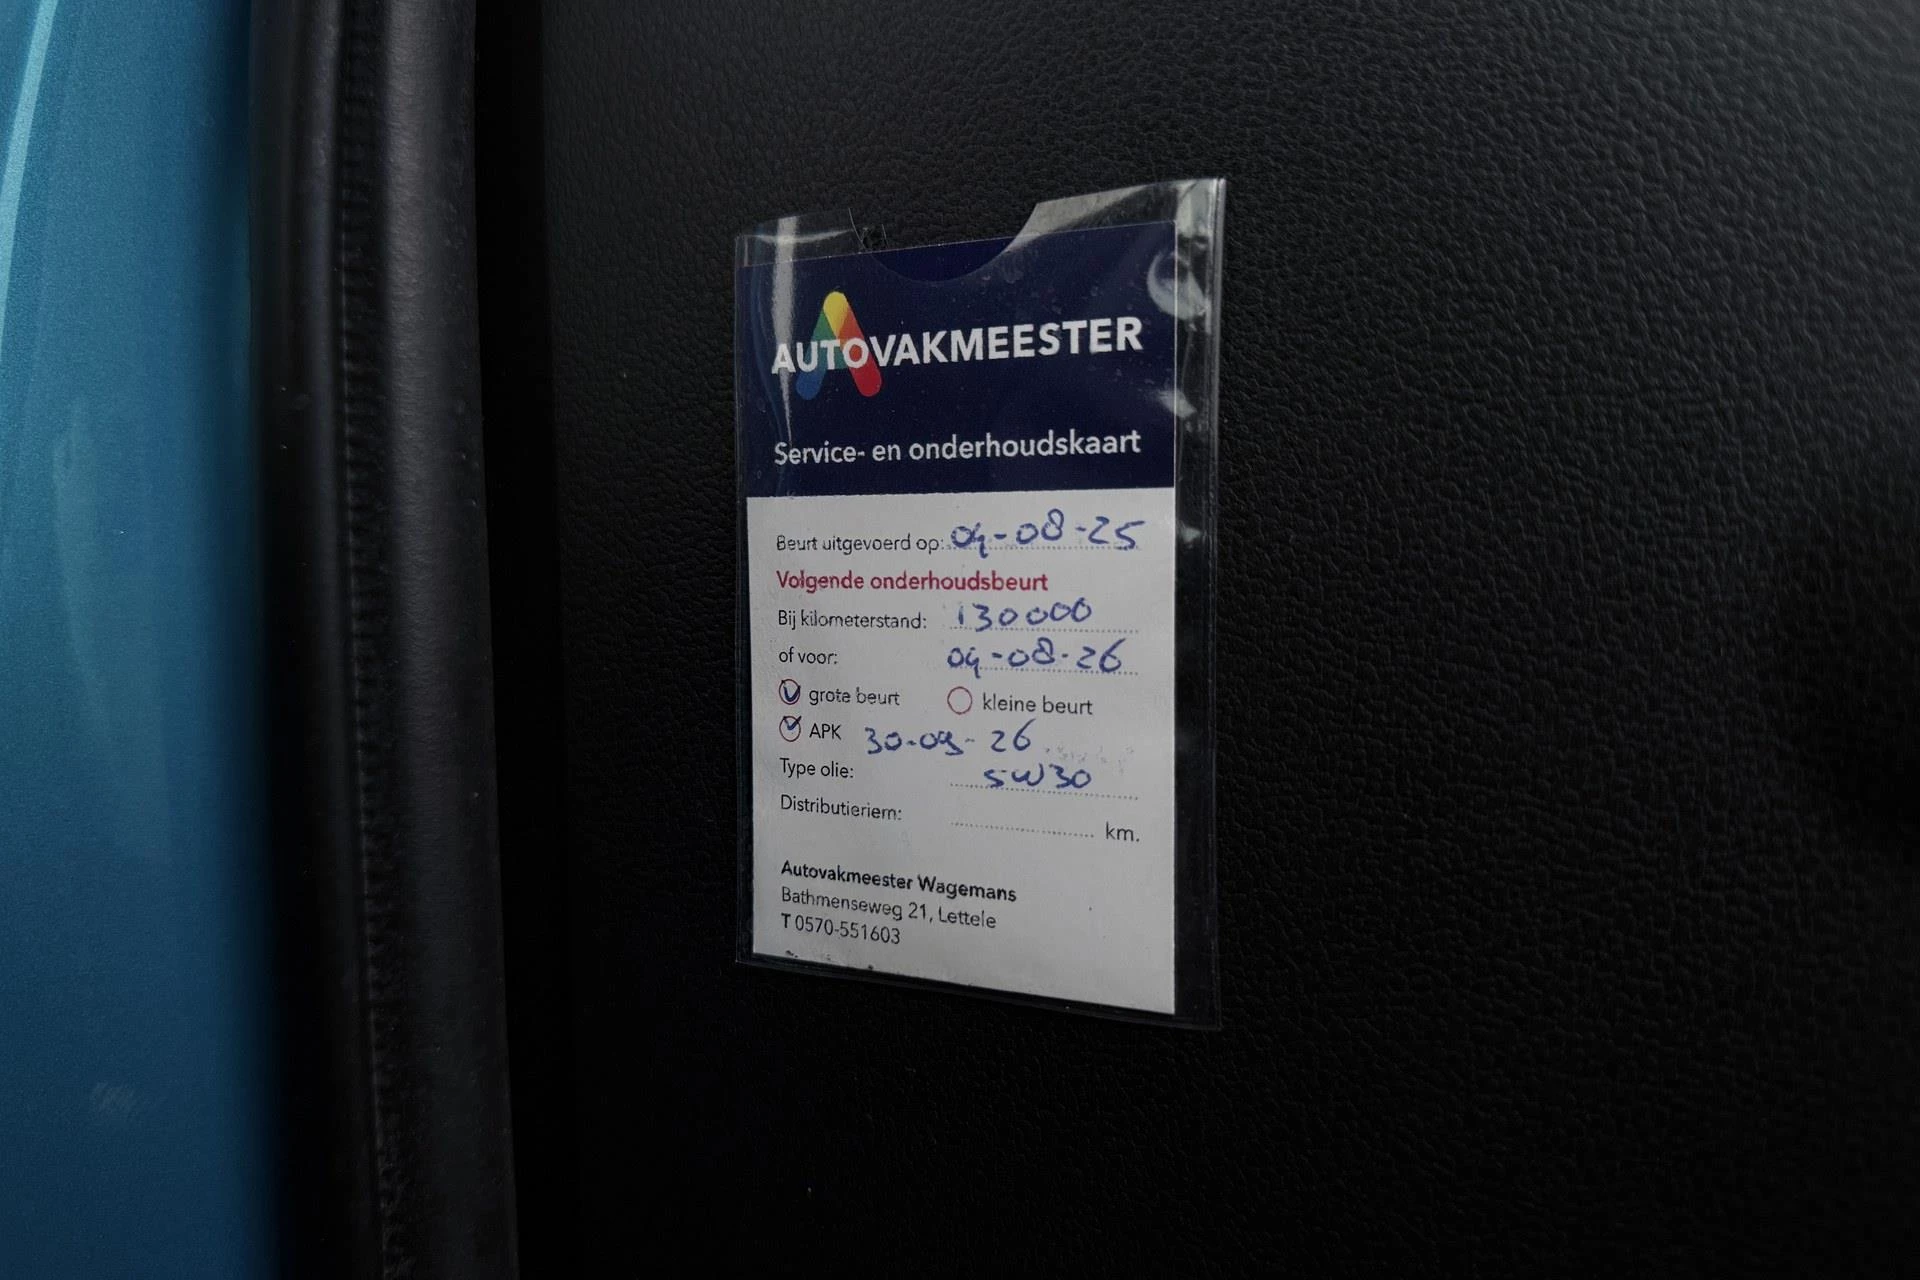 AUTOVAKMEESTER
Service- en onderhoudskaart
Beurt uitgevoerd op: 04-08-25
Volgende onderhoudsbeurt
Bij kilometerstand: 130000
of voor: 04-08-26
grote beurt kleine beurt
APK 30-09-26
Type olie: 5W30
Distributieriem: km.
Autovakmeester Wagemans
Bathmenseweg 21, Lettele
T 0570-551603